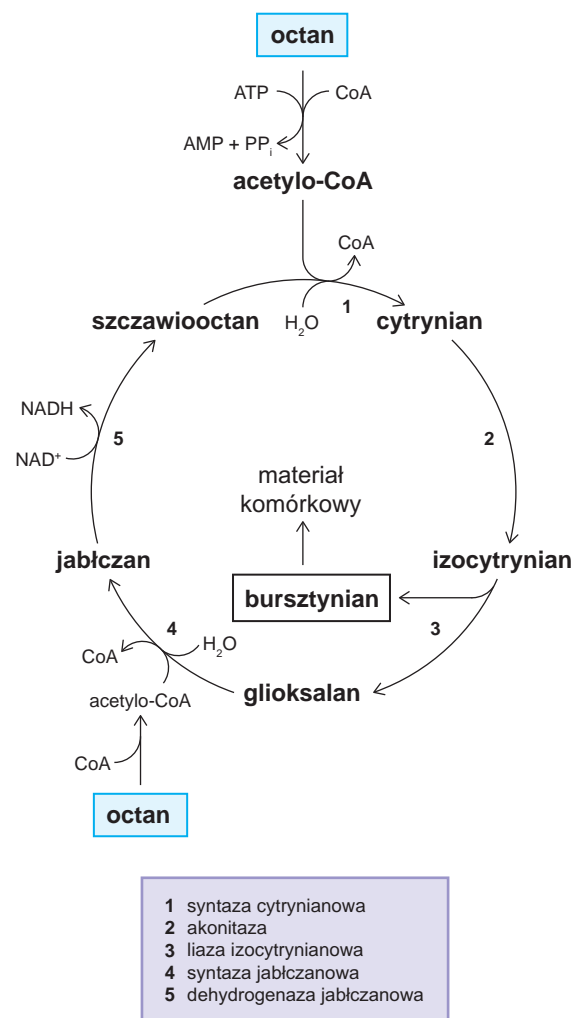 octan
ATP
CoA
AMP + PPi
acetylo-CoA
CoA
szczawiooctan
H2O
1
cytrynian
NADH
5
NAD+
2
materiał
komórkowy
jabłczan
izocytrynian
bursztynian
4
H2O
3
CoA
glioksalan
acetylo-CoA
CoA
octan
1 syntaza cytrynianowa
2 akonitaza
3 liaza izocytrynianowa
4 syntaza jabłczanowa
5 dehydrogenaza jabłczanowa